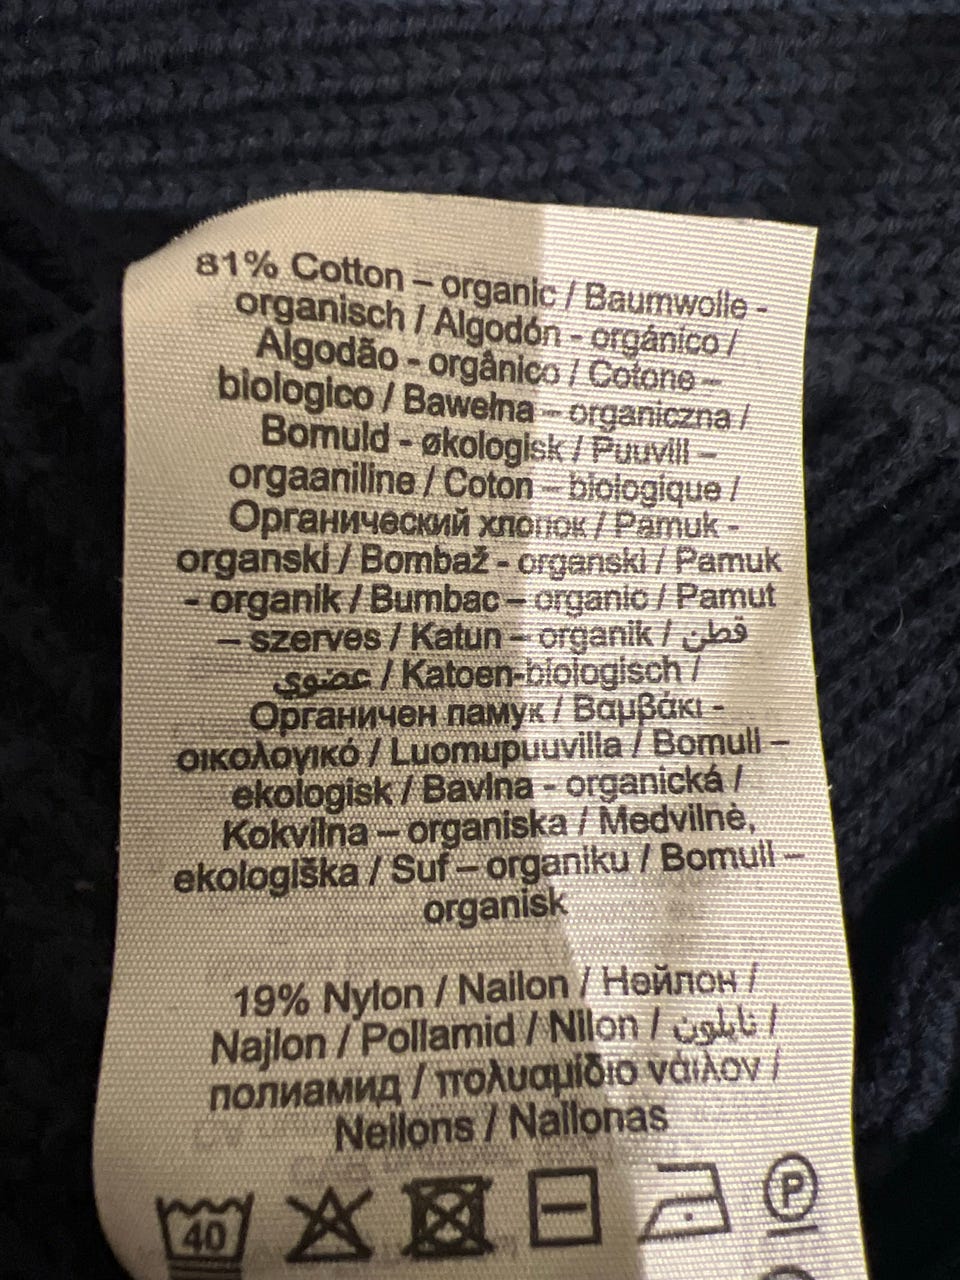 81% Cotton – organic / Baumwolle -
organisch / Algodón - orgánico /
Algodão - orgânico / Cotone –
biologico / Bawełna – organiczna /
Bomuld - økologisk / Puuvill –
orgaaniline / Coton – biologique /
Органический хлопок / Pamuk -
organski / Bombaž - organski / Pamuk
- organik / Bumbac – organic / Pamut
– szerves / Katun – organik / قطن
عضوي / Katoen-biologisch /
Органичен памук / Βαμβάκι -
οικολογικό / Luomupuuvilla / Bomull –
ekologisk / Bavlna - organická /
Kokvilna – organiska / Medvilnė,
ekologiška / Suf – organiku / Bomull –
organisk
19% Nylon / Nailon / Нейлон /
Najlon / Poliamid / Nilon / نايلون /
полиамид / πολυαμίδιο νάιλον /
Neilons / Nailonas
40 P